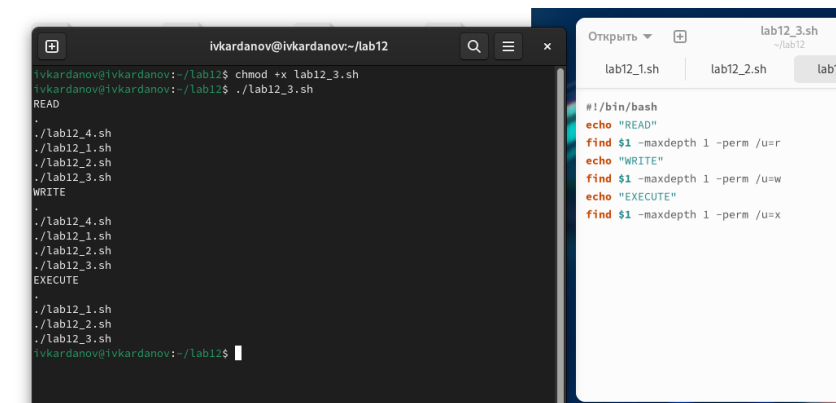 ivkardanov@ivkardanov:~/lab12
ivkardanov@ivkardanov:~/lab12$ chmod +x lab12_3.sh
ivkardanov@ivkardanov:~/lab12$ ./lab12_3.sh
READ
.
./lab12_4.sh
./lab12_1.sh
./lab12_2.sh
./lab12_3.sh
WRITE
.
./lab12_4.sh
./lab12_1.sh
./lab12_2.sh
./lab12_3.sh
EXECUTE
.
./lab12_1.sh
./lab12_2.sh
./lab12_3.sh
ivkardanov@ivkardanov:~/lab12$
Открыть
lab12_3.sh
~/lab12
lab12_1.sh lab12_2.sh lab1
#!/bin/bash
echo "READ"
find $1 -maxdepth 1 -perm /u=r
echo "WRITE"
find $1 -maxdepth 1 -perm /u=w
echo "EXECUTE"
find $1 -maxdepth 1 -perm /u=x